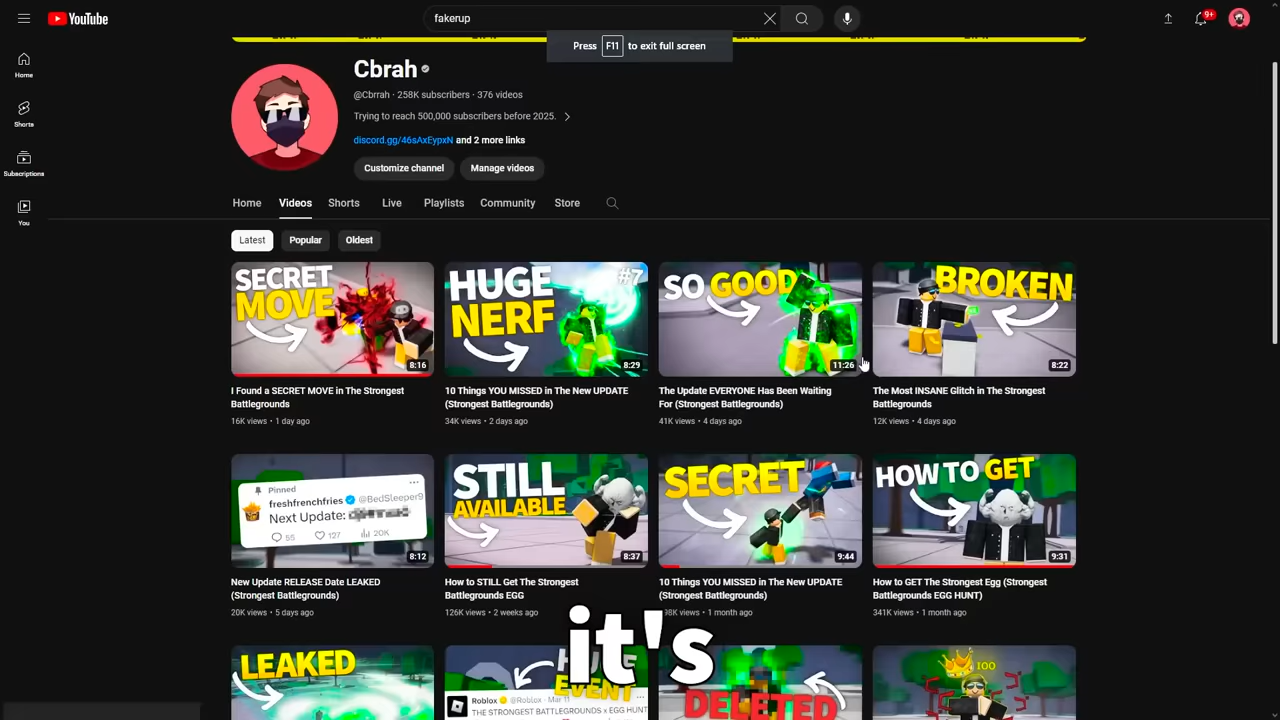 YouTube
fakerup
9+
Press F11 to exit full screen
Home
Shorts
Subscriptions
You
Cbrah
@Cbrrah · 258K subscribers · 376 videos
Trying to reach 500,000 subscribers before 2025.
discord.gg/46sAxEypxN and 2 more links
Customize channel
Manage videos
Home
Videos
Shorts
Live
Playlists
Community
Store
Latest
Popular
Oldest
SECRET
MOVE
8:16
HUGE
NERF
#7
8:29
SO GOOD
11:26
BROKEN
8:22
I Found a SECRET MOVE in The Strongest
Battlegrounds
16K views • 1 day ago
10 Things YOU MISSED in The New UPDATE
(Strongest Battlegrounds)
34K views • 2 days ago
The Update EVERYONE Has Been Waiting
For (Strongest Battlegrounds)
41K views • 4 days ago
The Most INSANE Glitch in The Strongest
Battlegrounds
12K views • 4 days ago
Pinned
freshfrenchfries @BedSleeper9
Next Update:
55 127 20K
8:12
STILL
AVAILABLE
8:37
SECRET
9:44
HOW TO GET
9:31
New Update RELEASE Date LEAKED
(Strongest Battlegrounds)
20K views • 5 days ago
How to STILL Get The Strongest
Battlegrounds EGG
126K views • 2 weeks ago
10 Things YOU MISSED in The New UPDATE
(Strongest Battlegrounds)
98K views • 1 month ago
How to GET The Strongest Egg (Strongest
Battlegrounds EGG HUNT)
341K views • 1 month ago
it's
LEAKED
EVENT
Roblox @Roblox · Mar 11
THE STRONGEST BATTLEGROUNDS x EGG HUNT
DELETED
100